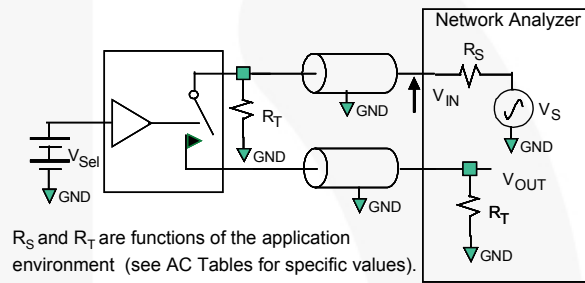 Network Analyzer
R_S
V_IN
GND
V_S
GND
R_T
GND
V_Sel
GND
GND
V_OUT
R_T
GND
R_S and R_T are functions of the application
environment (see AC Tables for specific values).